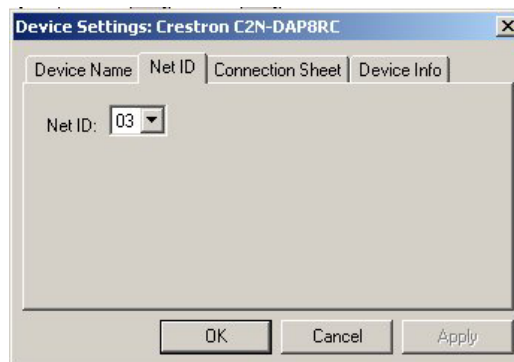 Device Settings: Crestron C2N-DAP8RC
Device Name Net ID Connection Sheet Device Info
Net ID: 03
OK Cancel Apply